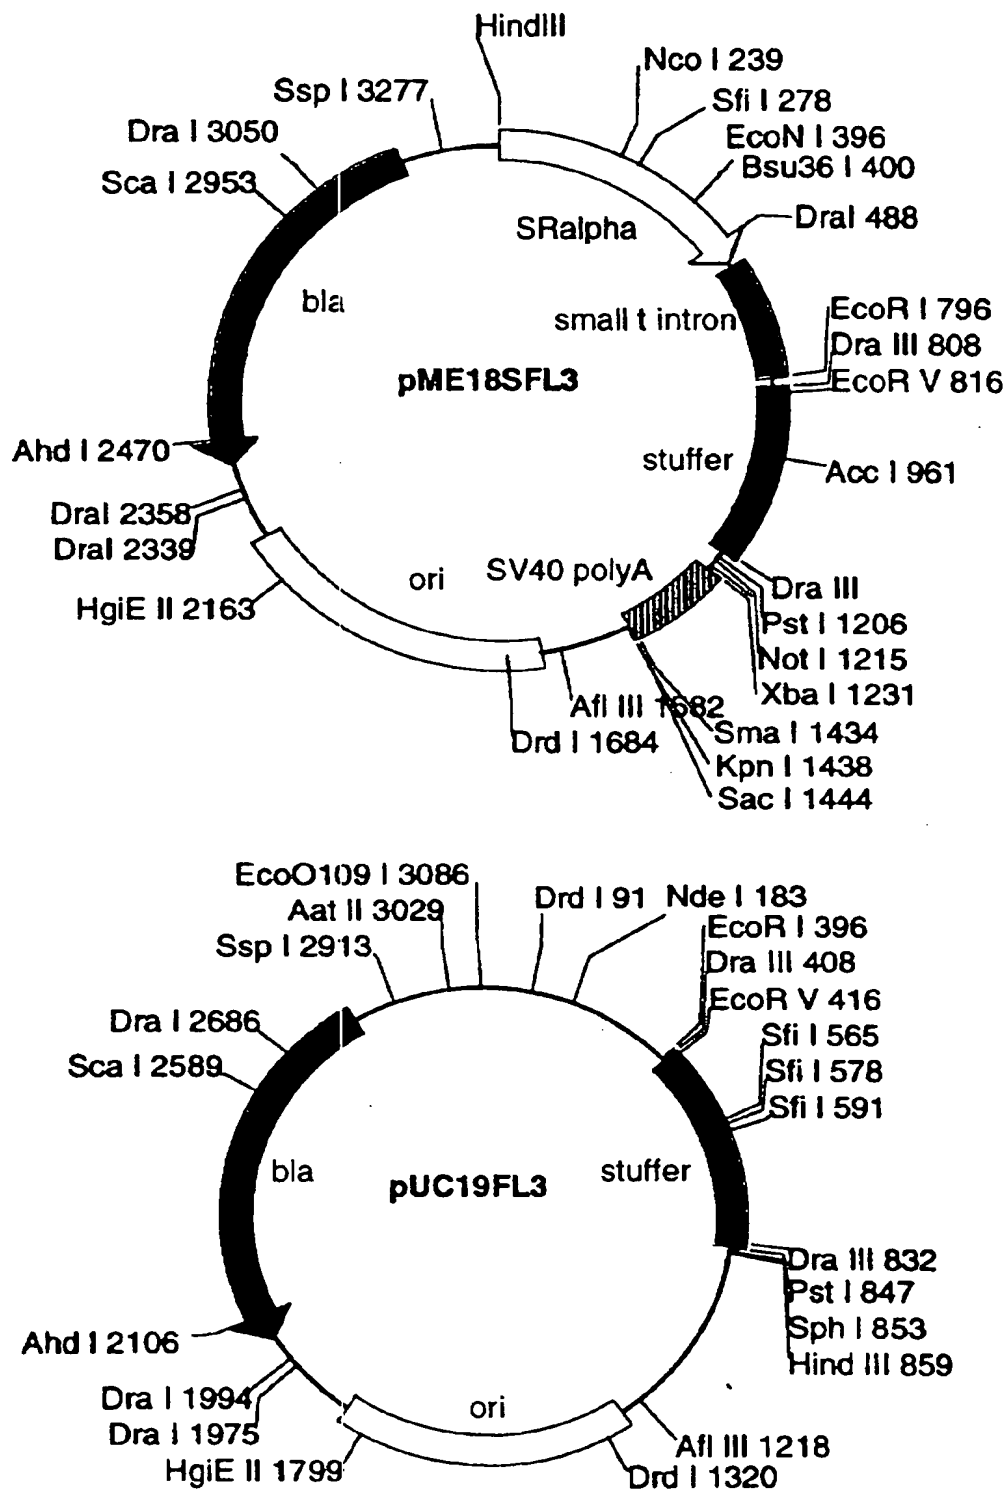 HindIII
Nco I 239
Ssp I 3277
Sfi I 278
Dra I 3050
EcoN I 396
Sca I 2953
Bsu36 I 400
DraI 488
SRalpha
bla
small t intron
EcoR I 796
Dra III 808
pME18SFL3
EcoR V 816
Ahd I 2470
stuffer
Acc I 961
DraI 2358
DraI 2339
ori
SV40 polyA
Dra III
HgiE II 2163
Pst I 1206
Not I 1215
Xba I 1231
Afl III 1682
Drd I 1684
Sma I 1434
Kpn I 1438
Sac I 1444
EcoO109 I 3086
Drd I 91
Nde I 183
Aat II 3029
EcoR I 396
Ssp I 2913
Dra III 408
EcoR V 416
Dra I 2686
Sfi I 565
Sca I 2589
Sfi I 578
Sfi I 591
bla
pUC19FL3
stuffer
Dra III 832
Pst I 847
Sph I 853
Ahd I 2106
Hind III 859
Dra I 1994
ori
Dra I 1975
Afl III 1218
HgiE II 1799
Drd I 1320